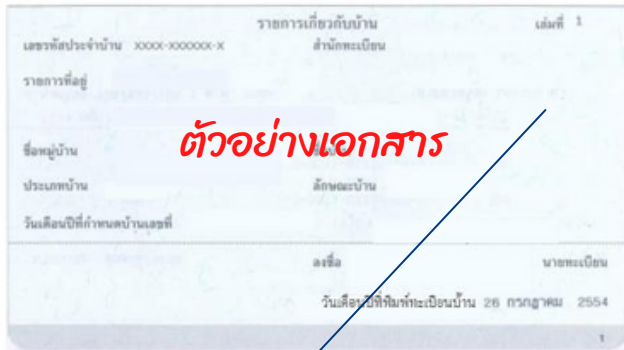 รายการเกี่ยวกับบ้าน เล่มที่ 1
เลขรหัสประจำบ้าน xxxx-xxxxxx-x สำนักทะเบียน
รายการที่อยู่
ตัวอย่างเอกสาร
ชื่อหมู่บ้าน
ประเภทบ้าน ลักษณะบ้าน
วันเดือนปีที่กำหนดบ้านเลขที่
ลงชื่อ นายทะเบียน
วันเดือนปีที่พิมพ์ทะเบียนบ้าน 26 กรกฎาคม 2554
1